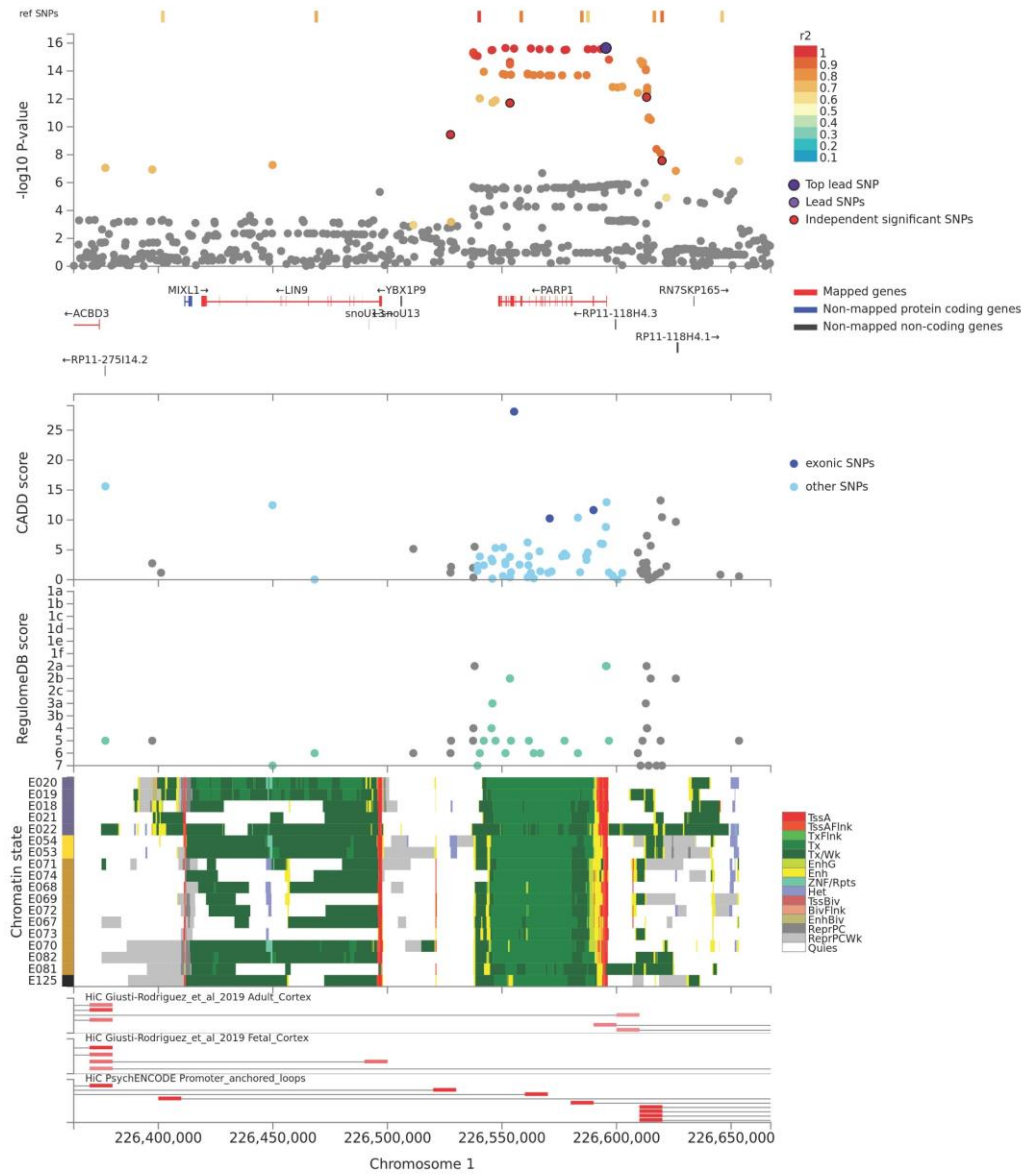 ref SNPs
r2
1
0.9
0.8
0.7
0.6
0.5
0.4
0.3
0.2
0.1
Top lead SNP
Lead SNPs
Independent significant SNPs
-log10 P-value
16
14
12
10
8
6
4
2
0
MIXL1→
←LIN9
←YBX1P9
←PARP1
RN7SKP165→
←ACBD3
snoU13→
←snoU13
←RP11-118H4.3
RP11-118H4.1→
←RP11-275I14.2
Mapped genes
Non-mapped protein coding genes
Non-mapped non-coding genes
CADD score
25
20
15
10
5
0
exonic SNPs
other SNPs
RegulomeDB score
1a
1b
1c
1d
1e
1f
2a
2b
2c
3a
3b
4
5
6
7
Chromatin state
E020
E019
E018
E021
E022
E054
E053
E071
E074
E068
E069
E072
E067
E073
E070
E082
E081
E125
TssA
TssAFlnk
TxFlnk
Tx
Tx/Wk
EnhG
Enh
ZNF/Rpts
Het
TssBiv
BivFlnk
EnhBiv
ReprPC
ReprPCWk
Quies
HiC Giusti-Rodriguez_et_al_2019 Adult_Cortex
HiC Giusti-Rodriguez_et_al_2019 Fetal_Cortex
HiC PsychENCODE Promoter_anchored_loops
226,400,000 226,450,000 226,500,000 226,550,000 226,600,000 226,650,000
Chromosome 1